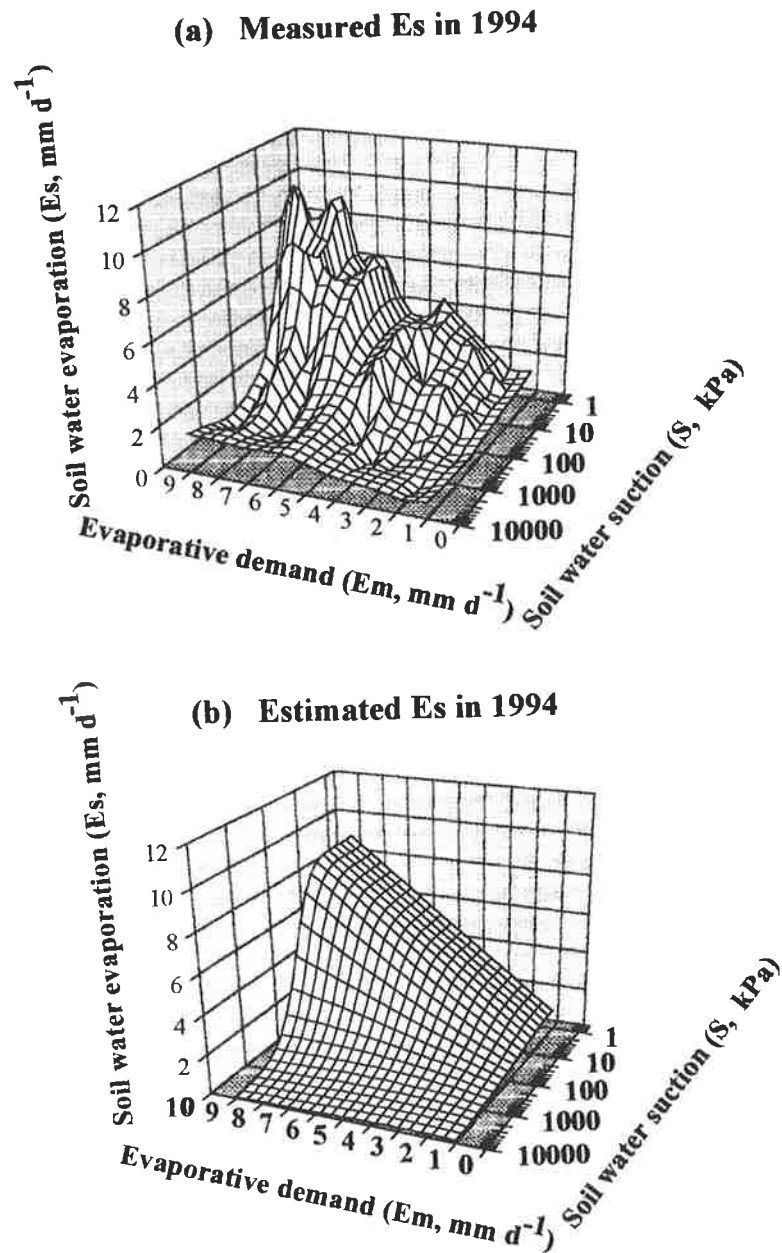 (a) Measured Es in 1994
Soil water evaporation (Es, mm d-1)
12
10
8
6
4
2
0
9 8 7 6 5 4 3 2 1 0
Evaporative demand (Em, mm d-1)
1
10
100
1000
10000
Soil water suction (S, kPa)
(b) Estimated Es in 1994
Soil water evaporation (Es, mm d-1)
12
10
8
6
4
2
10 9 8 7 6 5 4 3 2 1 0
Evaporative demand (Em, mm d-1)
1
10
100
1000
10000
Soil water suction (S, kPa)